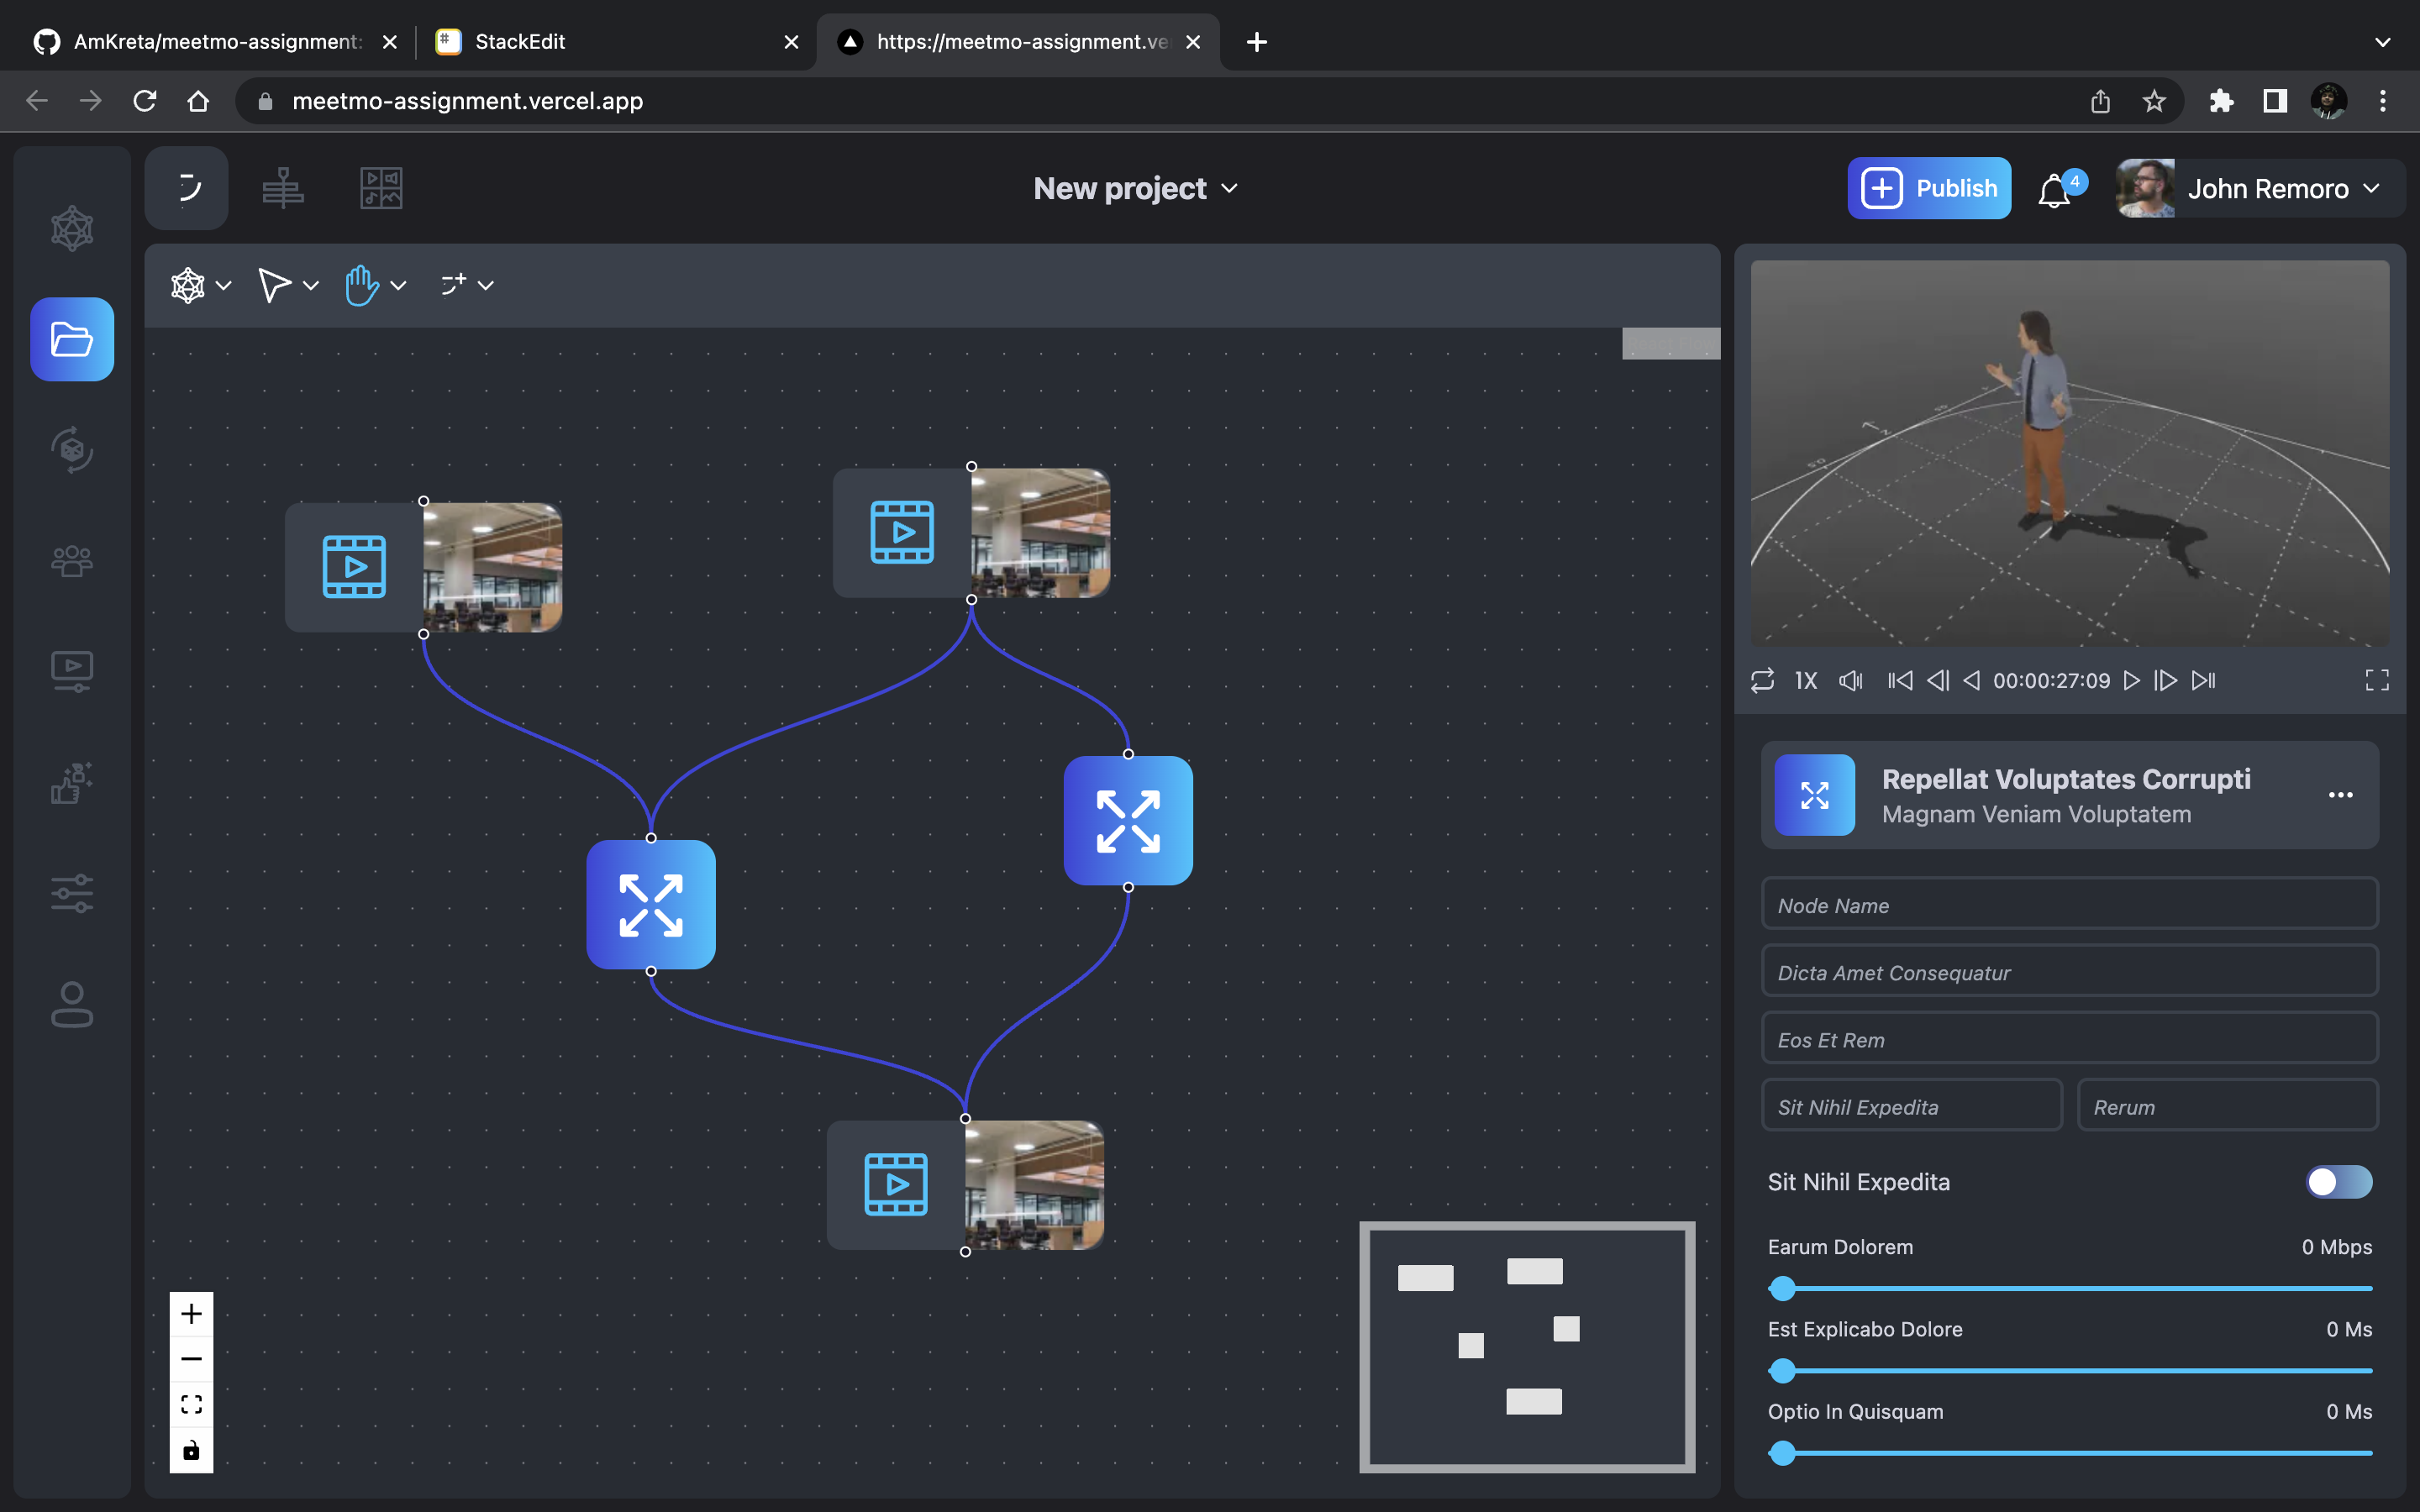 AmKreta/meetmo-assignment:
StackEdit
https://meetmo-assignment.ve
meetmo-assignment.vercel.app
New project
Publish
4
John Remoro
1X
00:00:27:09
Repellat Voluptates Corrupti
Magnam Veniam Voluptatem
Node Name
Dicta Amet Consequatur
Eos Et Rem
Sit Nihil Expedita
Rerum
Sit Nihil Expedita
Earum Dolorem
0 Mbps
Est Explicabo Dolore
0 Ms
Optio In Quisquam
0 Ms